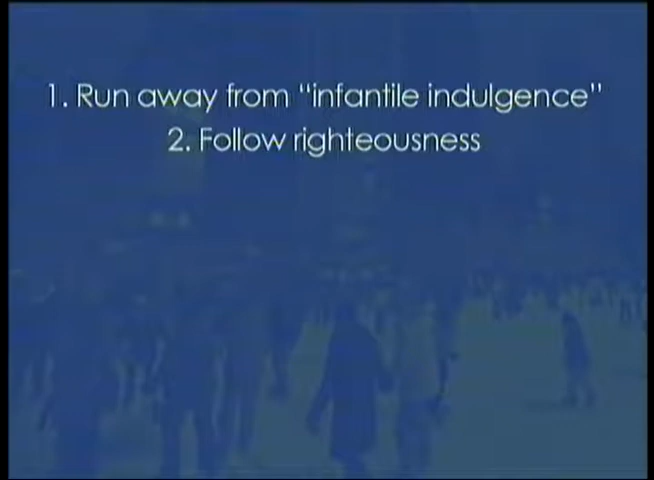 1. Run away from “infantile indulgence”
2. Follow righteousness